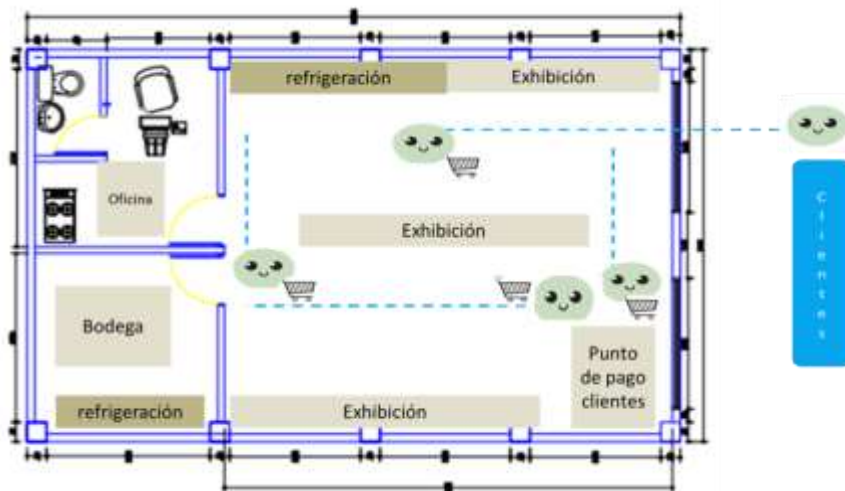 refrigeración
Exhibición
Oficina
Exhibición
Bodega
Punto
de pago
clientes
refrigeración
Exhibición
Clientes